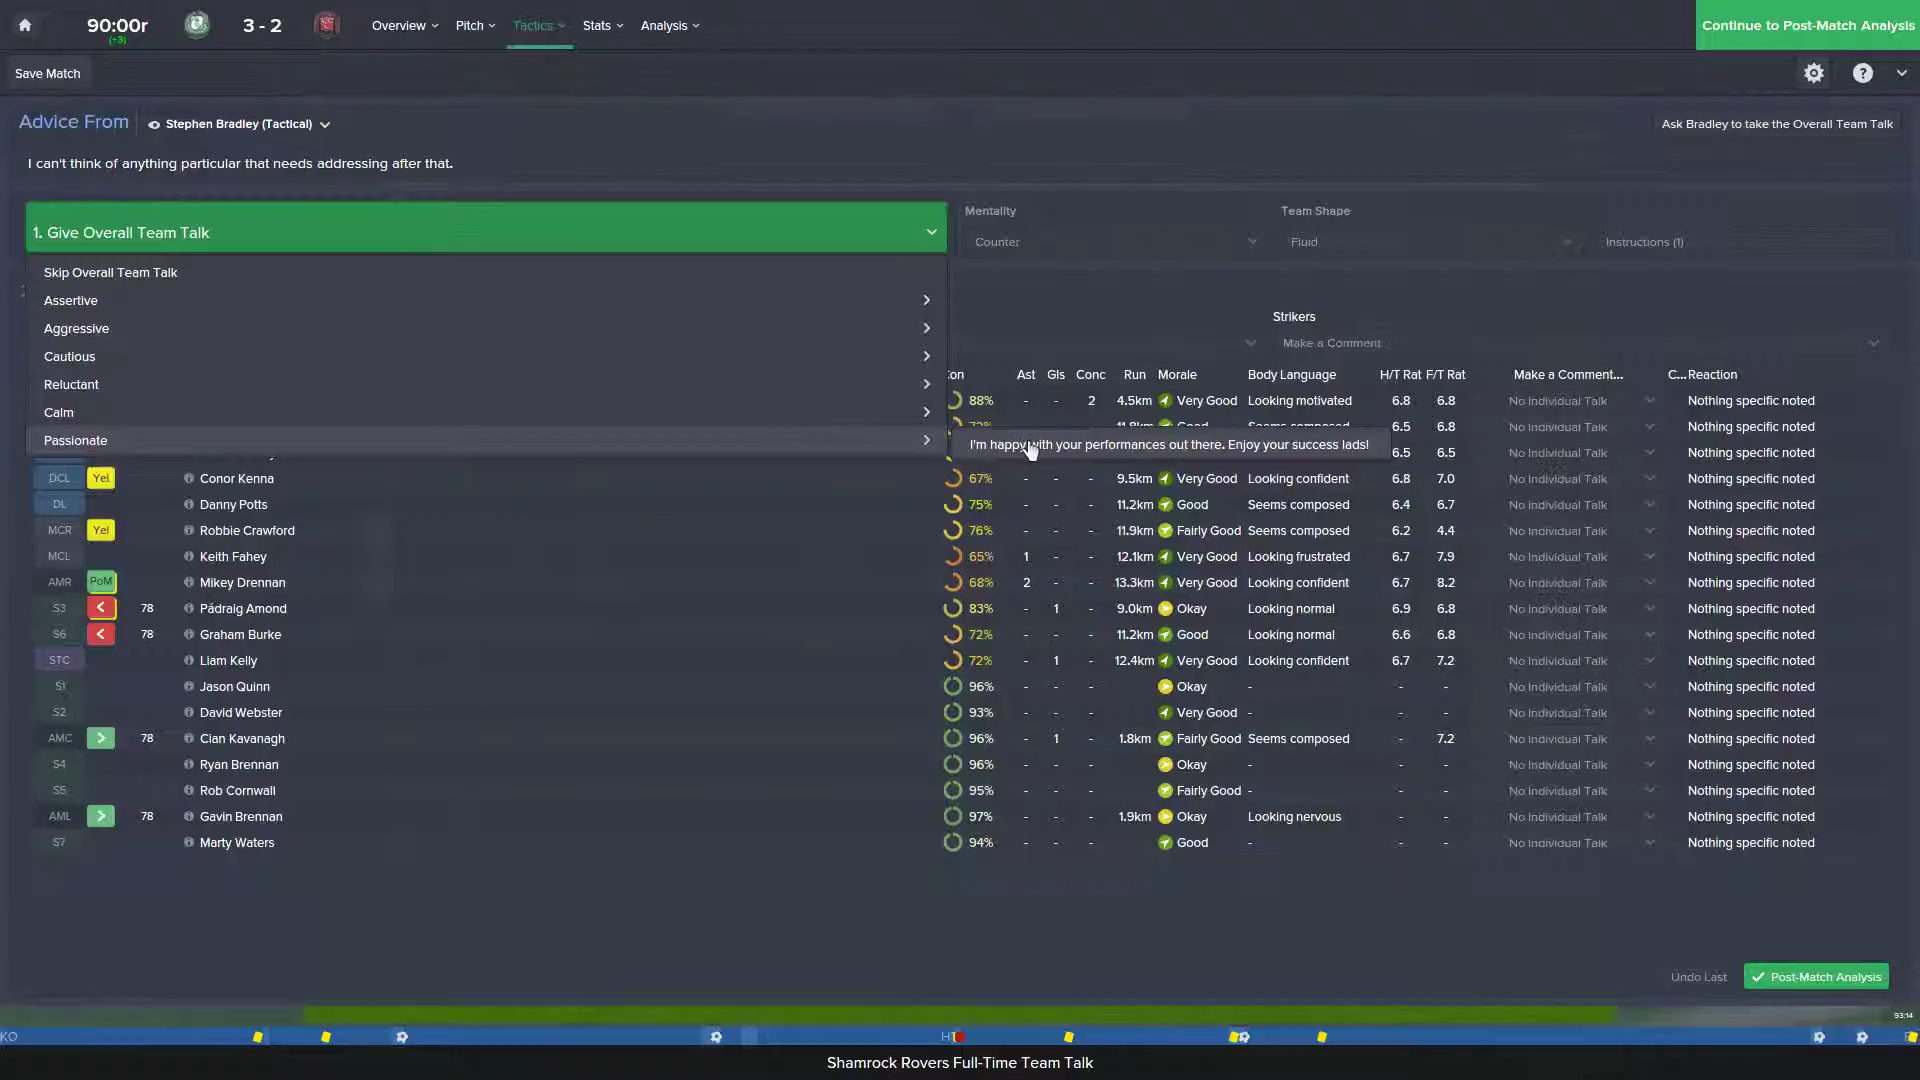 90:00r
(+3)
3 - 2
Overview
Pitch
Tactics
Stats
Analysis
Continue to Post-Match Analysis
Save Match
Advice From
Stephen Bradley (Tactical)
Ask Bradley to take the Overall Team Talk
I can't think of anything particular that needs addressing after that.
1. Give Overall Team Talk
Mentality
Team Shape
Counter
Fluid
Instructions (1)
Skip Overall Team Talk
Assertive
Aggressive
Cautious
Reluctant
Calm
Passionate
I'm happy with your performances out there. Enjoy your success lads!
Strikers
Make a Comment
Ast Gls Conc Run Morale Body Language H/T Rat F/T Rat Make a Comment... C... Reaction
88% - - 2 4.5km Very Good Looking motivated 6.8 6.8 No Individual Talk Nothing specific noted
6.5 6.8 No Individual Talk Nothing specific noted
6.5 6.5 No Individual Talk Nothing specific noted
DCL Yel Conor Kenna 67% - - - 9.5km Very Good Looking confident 6.8 7.0 No Individual Talk Nothing specific noted
DL Danny Potts 75% - - - 11.2km Good Seems composed 6.4 6.7 No Individual Talk Nothing specific noted
MCR Yel Robbie Crawford 76% - - - 11.9km Fairly Good Seems composed 6.2 4.4 No Individual Talk Nothing specific noted
MCL Keith Fahey 65% 1 - - 12.1km Very Good Looking frustrated 6.7 7.9 No Individual Talk Nothing specific noted
AMR PoM Mikey Drennan 68% 2 - - 13.3km Very Good Looking confident 6.7 8.2 No Individual Talk Nothing specific noted
S3 78 Pádraig Amond 83% - 1 - 9.0km Okay Looking normal 6.9 6.8 No Individual Talk Nothing specific noted
S6 78 Graham Burke 72% - - - 11.2km Good Looking normal 6.6 6.8 No Individual Talk Nothing specific noted
STC Liam Kelly 72% - 1 - 12.4km Very Good Looking confident 6.7 7.2 No Individual Talk Nothing specific noted
S1 Jason Quinn 96% - - - Okay - - - No Individual Talk Nothing specific noted
S2 David Webster 93% - - - Very Good - - - No Individual Talk Nothing specific noted
AMC 78 Cian Kavanagh 96% - 1 - 1.8km Fairly Good Seems composed - 7.2 No Individual Talk Nothing specific noted
S4 Ryan Brennan 96% - - - Okay - - - No Individual Talk Nothing specific noted
S5 Rob Cornwall 95% - - - Fairly Good - - - No Individual Talk Nothing specific noted
AML 78 Gavin Brennan 97% - - - 1.9km Okay Looking nervous - - No Individual Talk Nothing specific noted
S7 Marty Waters 94% - - - Good - - - No Individual Talk Nothing specific noted
Undo Last
Post-Match Analysis
93:14
KO
Shamrock Rovers Full-Time Team Talk